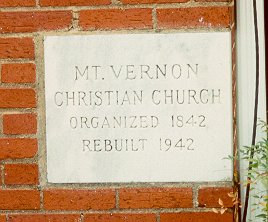 MT. VERNON
CHRISTIAN CHURCH
ORGANIZED 1842
REBUILT 1942